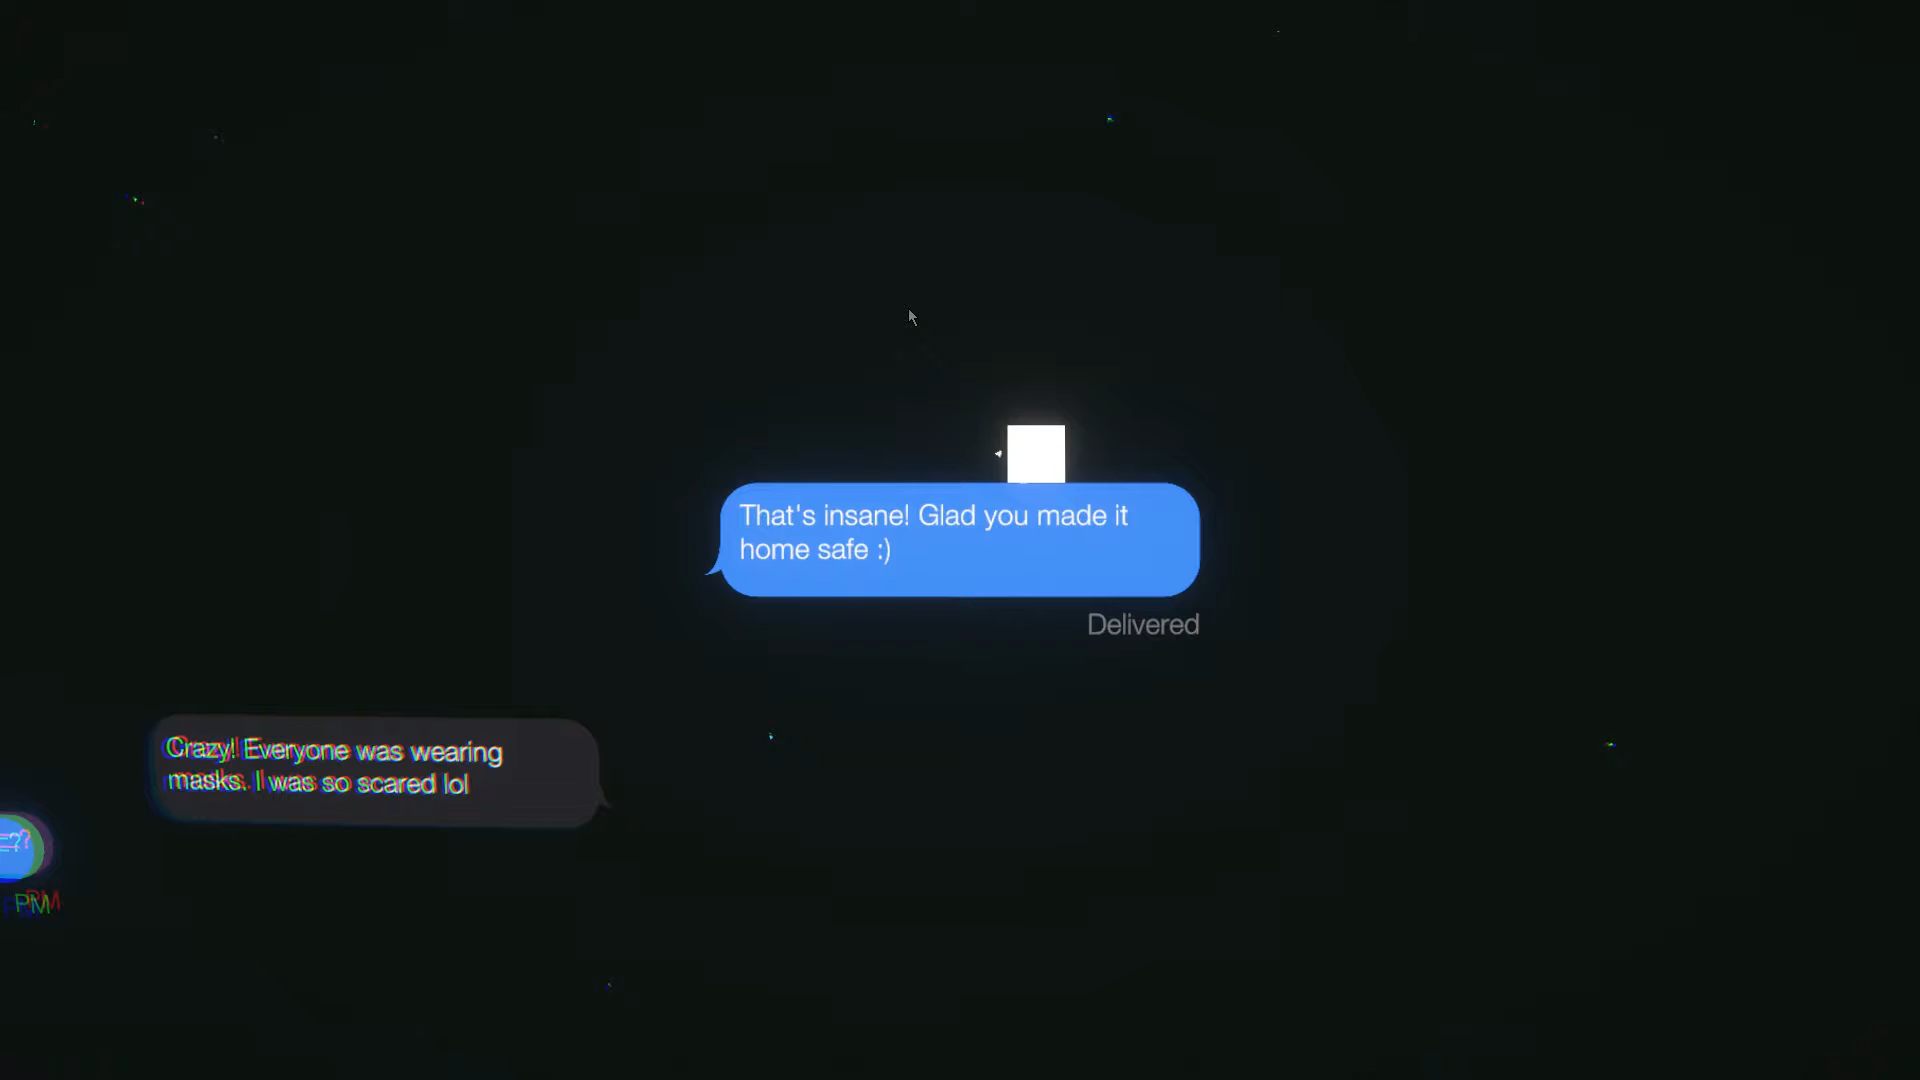 That's insane! Glad you made it
home safe :)
Delivered
Crazy! Everyone was wearing
masks. I was so scared lol
=??
PM